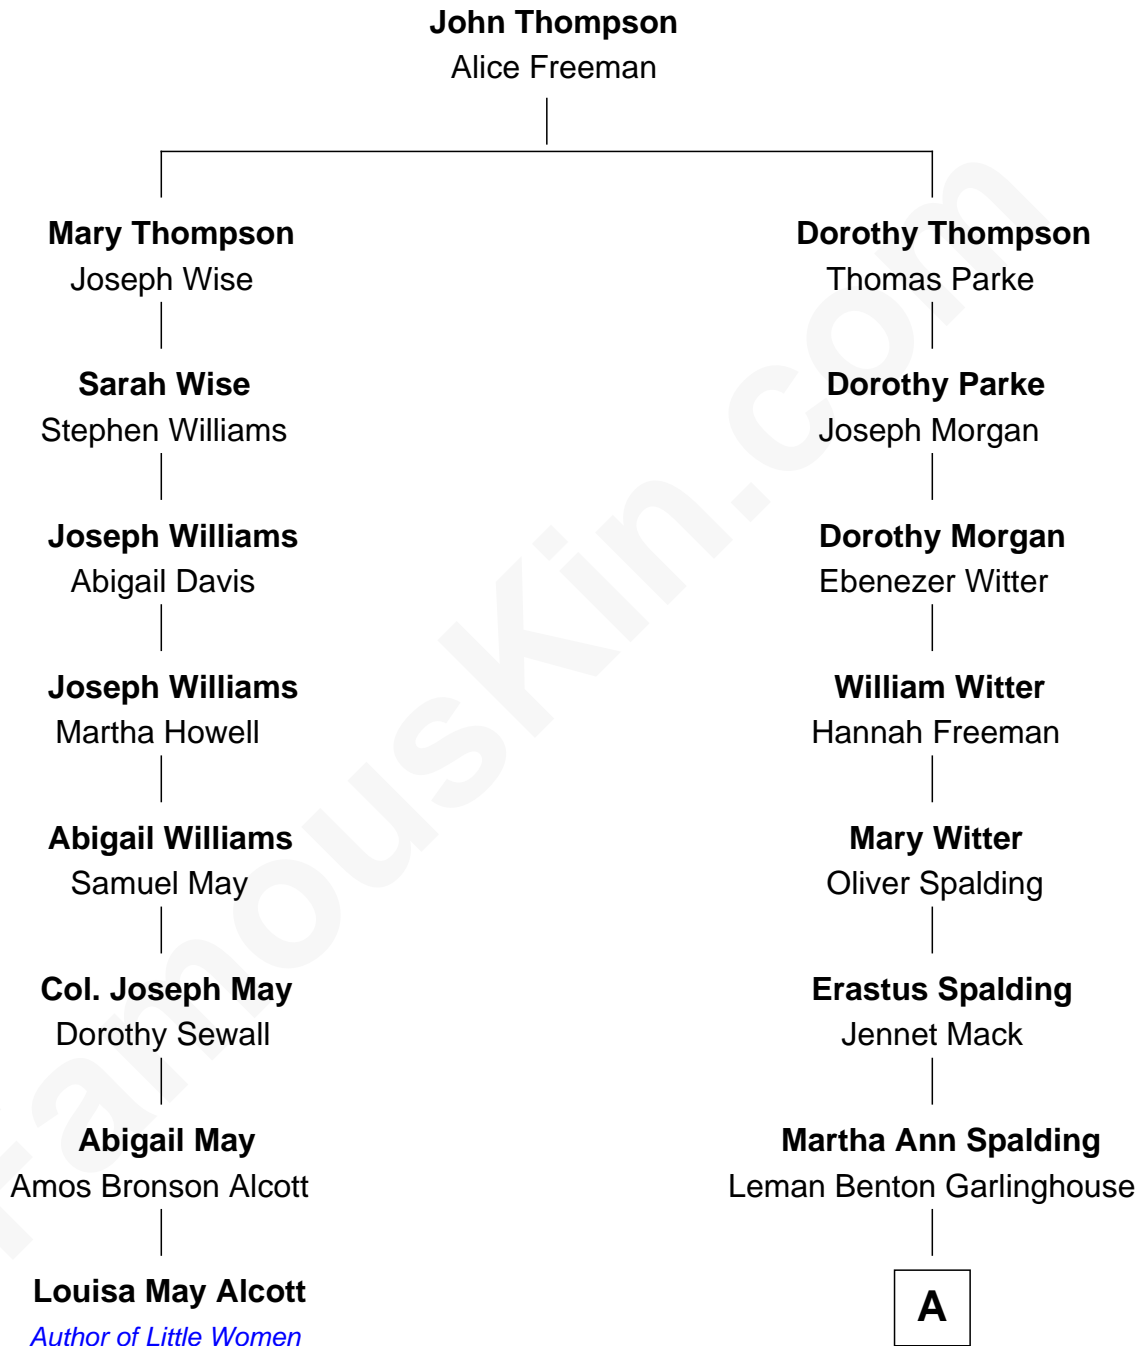 John Thompson
Alice Freeman
Mary Thompson
Joseph Wise
Dorothy Thompson
Thomas Parke
Sarah Wise
Stephen Williams
Dorothy Parke
Joseph Morgan
Joseph Williams
Abigail Davis
Dorothy Morgan
Ebenezer Witter
Joseph Williams
Martha Howell
William Witter
Hannah Freeman
Abigail Williams
Samuel May
Mary Witter
Oliver Spalding
Col. Joseph May
Dorothy Sewall
Erastus Spalding
Jennet Mack
Abigail May
Amos Bronson Alcott
Martha Ann Spalding
Leman Benton Garlinghouse
Louisa May Alcott
Author of Little Women
A
FamousKin.com